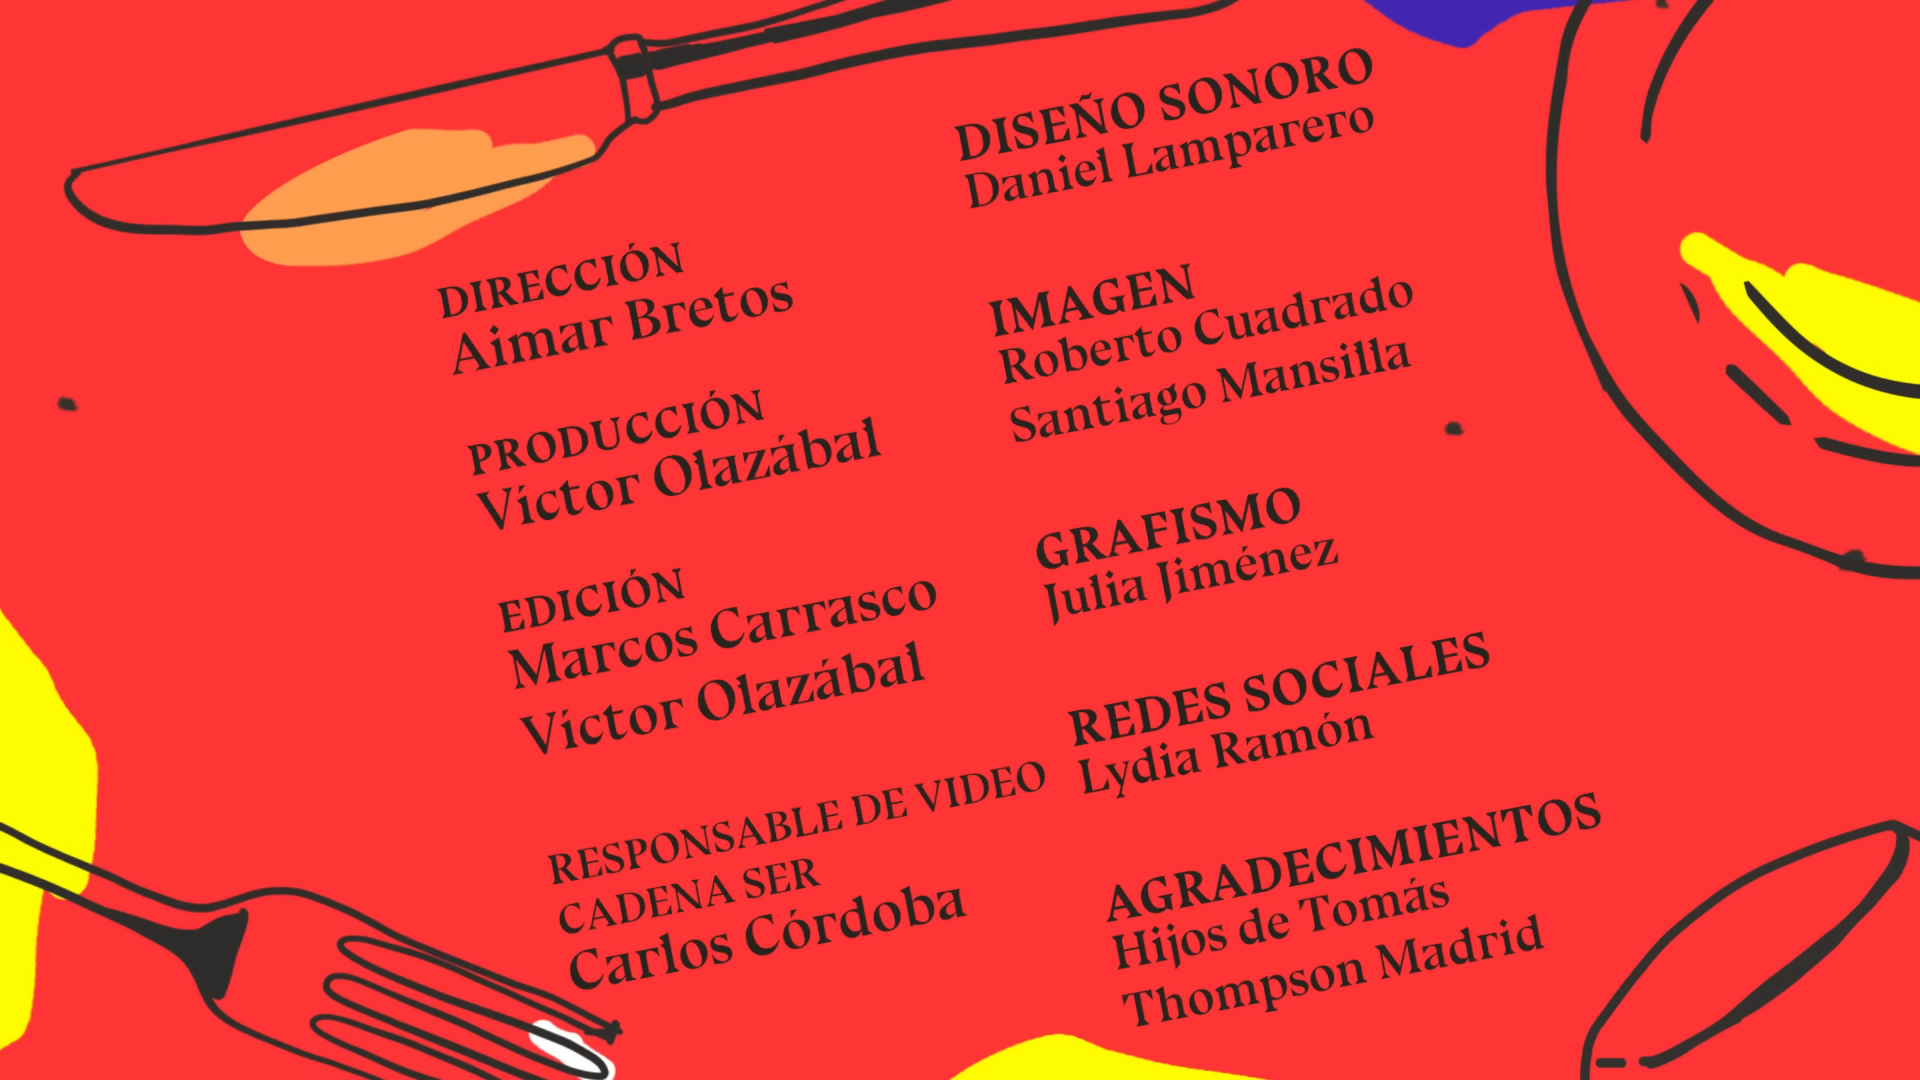 DIRECCIÓN
Aimar Bretos
PRODUCCIÓN
Víctor Olazábal
EDICIÓN
Marcos Carrasco
Víctor Olazábal
RESPONSABLE DE VIDEO
CADENA SER
Carlos Córdoba
DISEÑO SONORO
Daniel Lamparero
IMAGEN
Roberto Cuadrado
Santiago Mansilla
GRAFISMO
Julia Jiménez
REDES SOCIALES
Lydia Ramón
AGRADECIMIENTOS
Hijos de Tomás
Thompson Madrid